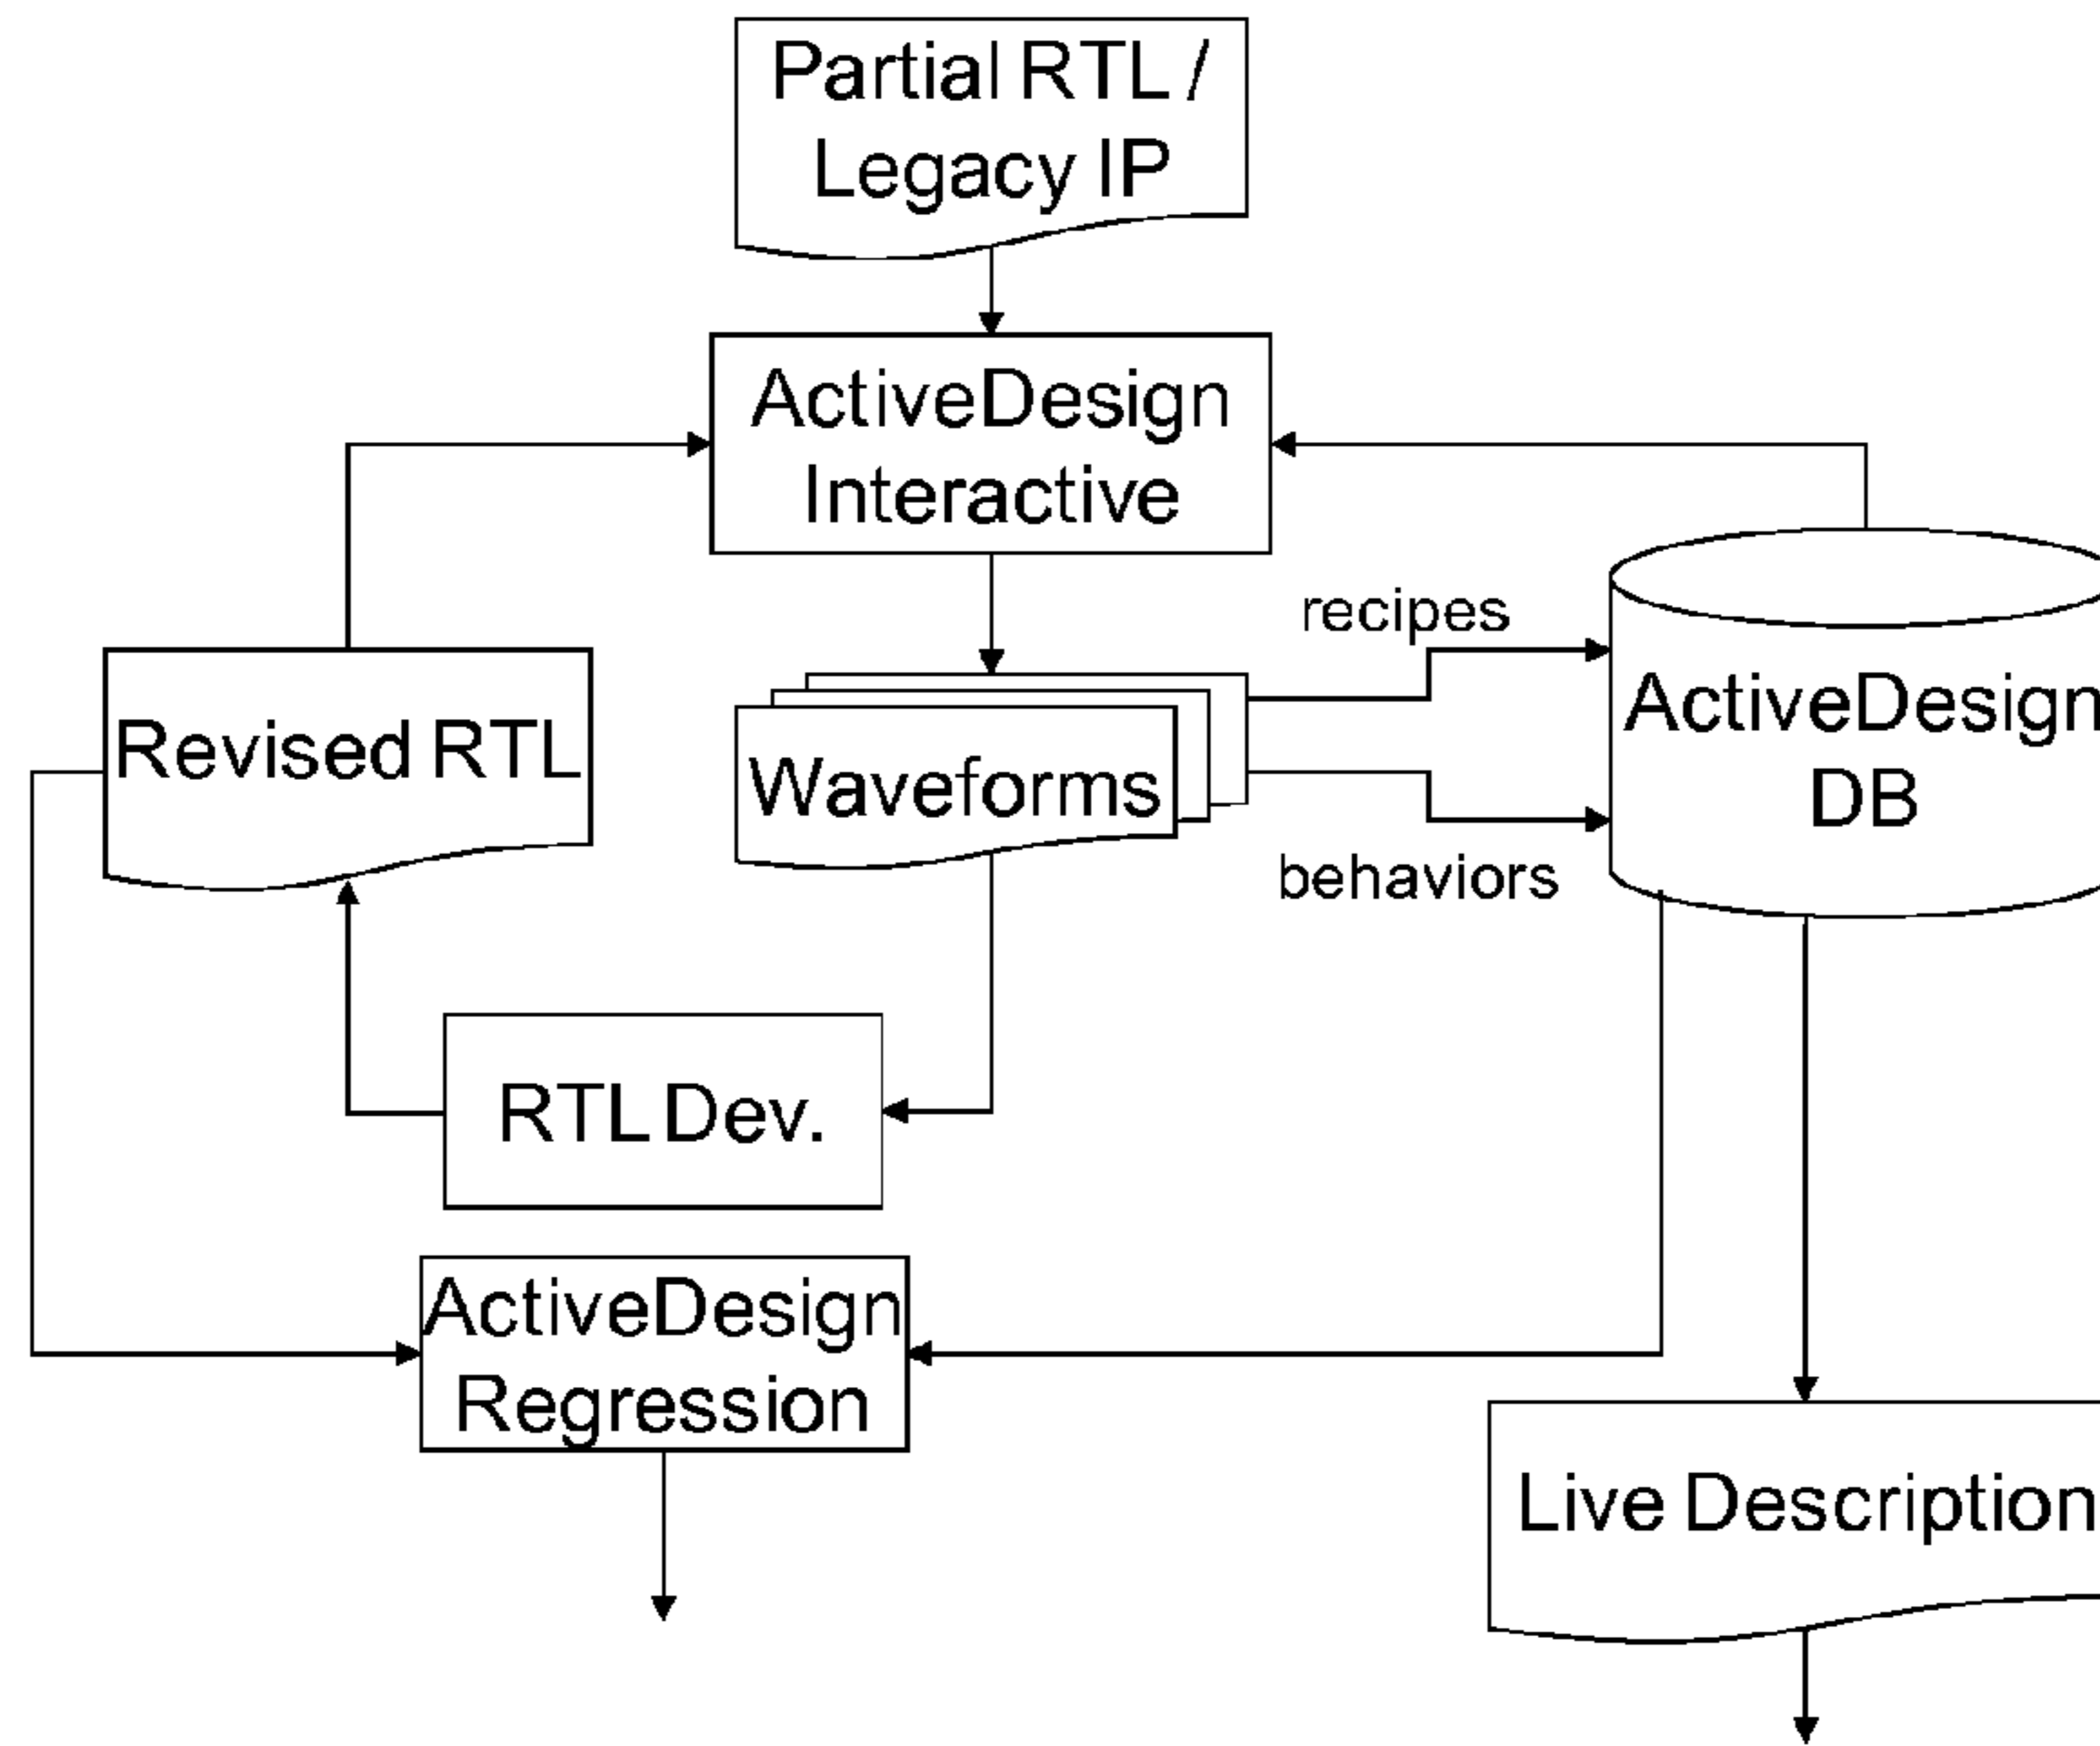 Partial RTL /
Legacy IP
ActiveDesign
Interactive
recipes
Revised RTL
Waveforms
ActiveDesign
DB
behaviors
RTL Dev.
ActiveDesign
Regression
Live Description